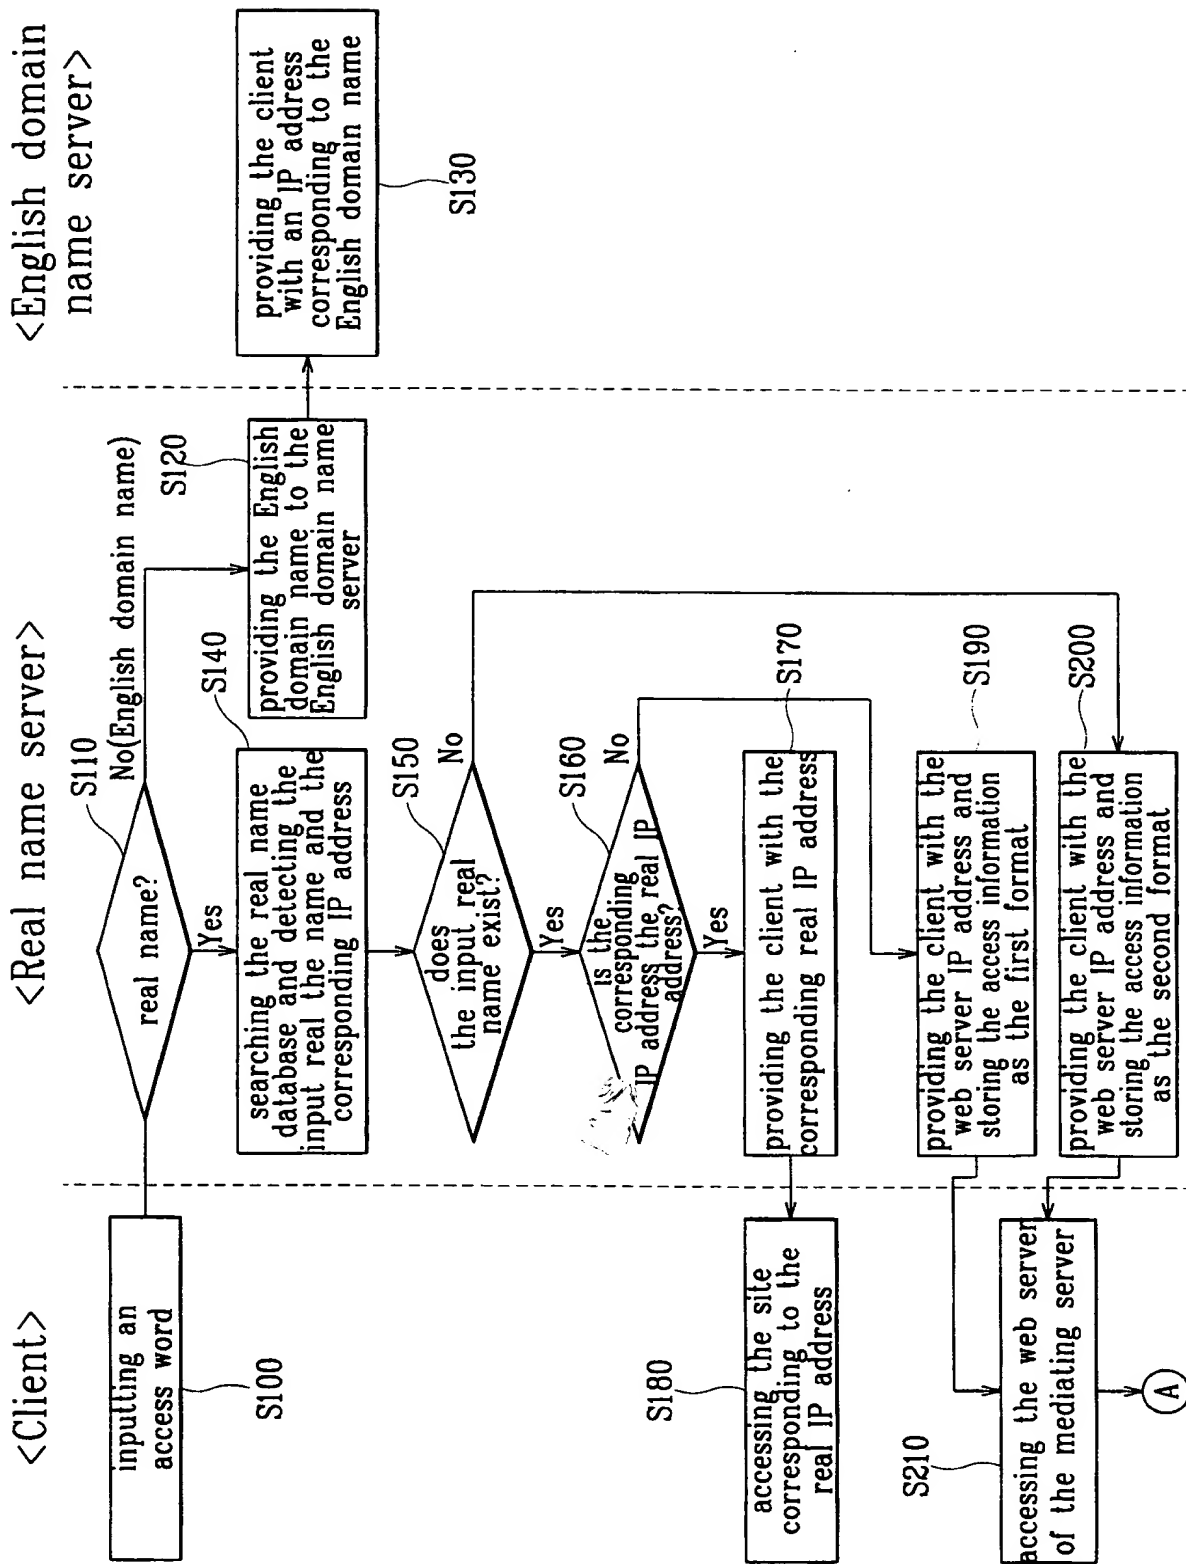 <Client>
<Real name server>
<English domain
name server>
inputting an
access word
S100
real name?
S110
No(English domain name)
Yes
providing the English
domain name to the
English domain name
server
S120
providing the client
with an IP address
corresponding to the
English domain name
S130
searching the real name
database and detecting the
input real the name and the
corresponding IP address
S140
does
the input real
name exist?
S150
No
Yes
is the
corresponding
IP address the real IP
address?
S160
No
Yes
providing the client with the
corresponding real IP address
S170
accessing the site
corresponding to the
real IP address
S180
providing the client with the
web server IP address and
storing the access information
as the first format
S190
providing the client with the
web server IP address and
storing the access information
as the second format
S200
accessing the web server
of the mediating server
S210
A